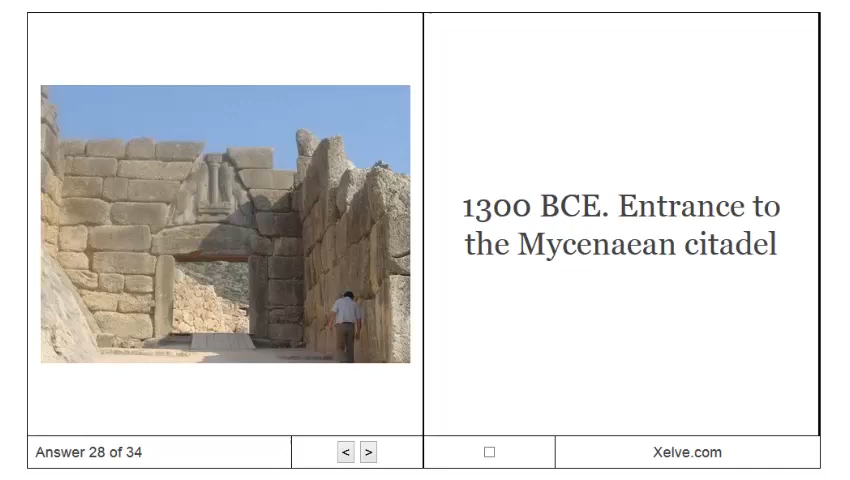 1300 BCE. Entrance to
the Mycenaean citadel
Answer 28 of 34
< >
Xelve.com